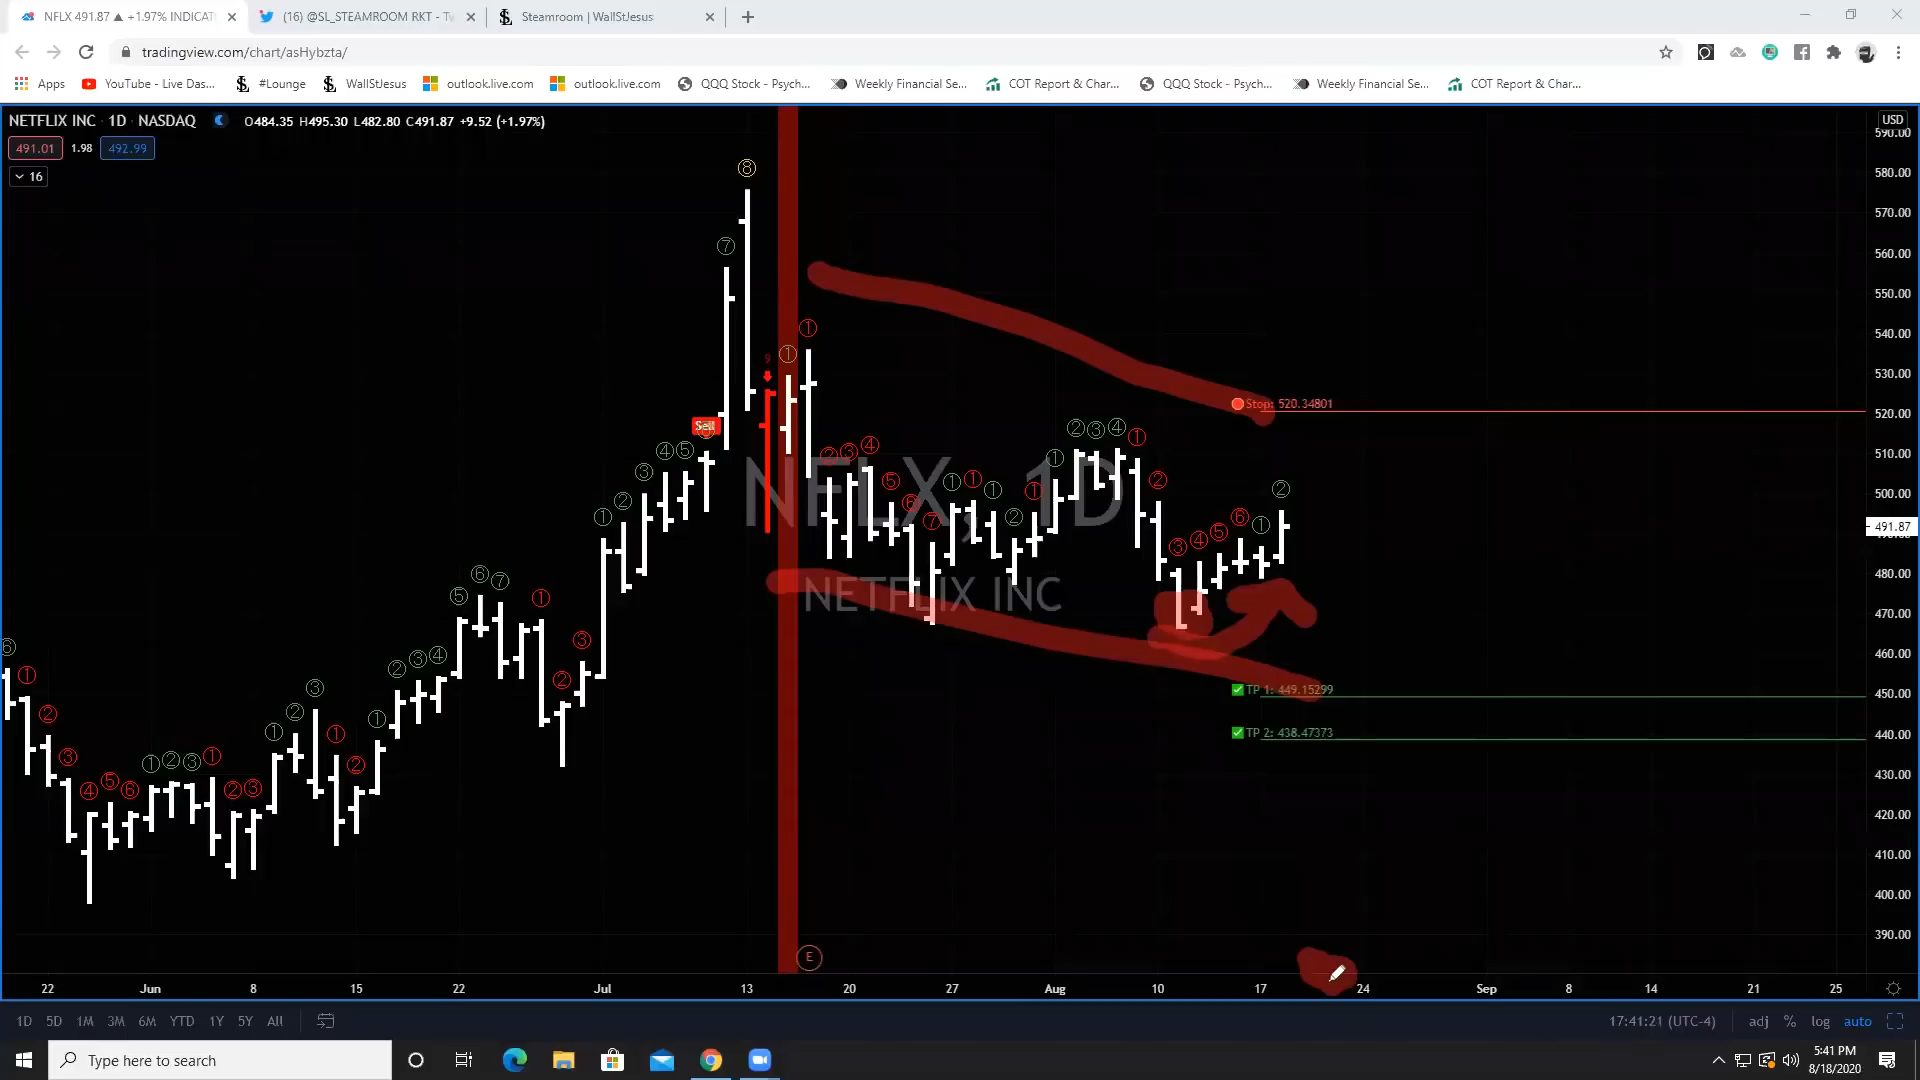 NFLX 491.87 ▲ +1.97% INDICAT
(16) @SL_STEAMROOM RKT - Tw
Steamroom | WallStJesus
tradingview.com/chart/asHybzta/
Apps
YouTube - Live Das...
#Lounge
WallStJesus
outlook.live.com
outlook.live.com
QQQ Stock - Psych...
Weekly Financial Se...
COT Report & Char...
QQQ Stock - Psych...
Weekly Financial Se...
COT Report & Char...
NETFLIX INC · 1D · NASDAQ
O484.35 H495.30 L482.80 C491.87 +9.52 (+1.97%)
USD
491.01 1.98 492.99
16
590.00
580.00
570.00
560.00
550.00
540.00
530.00
520.00
510.00
500.00
491.87
480.00
470.00
460.00
450.00
440.00
430.00
420.00
410.00
400.00
390.00
Sell
9
Stop: 520.34801
NFLX, 1D
NETFLIX INC
TP 1: 449.15299
TP 2: 438.47373
E
22 Jun 8 15 22 Jul 13 20 27 Aug 10 17 24 Sep 8 14 21 25
1D 5D 1M 3M 6M YTD 1Y 5Y All
17:41:21 (UTC-4) adj % log auto
Type here to search
5:41 PM
8/18/2020